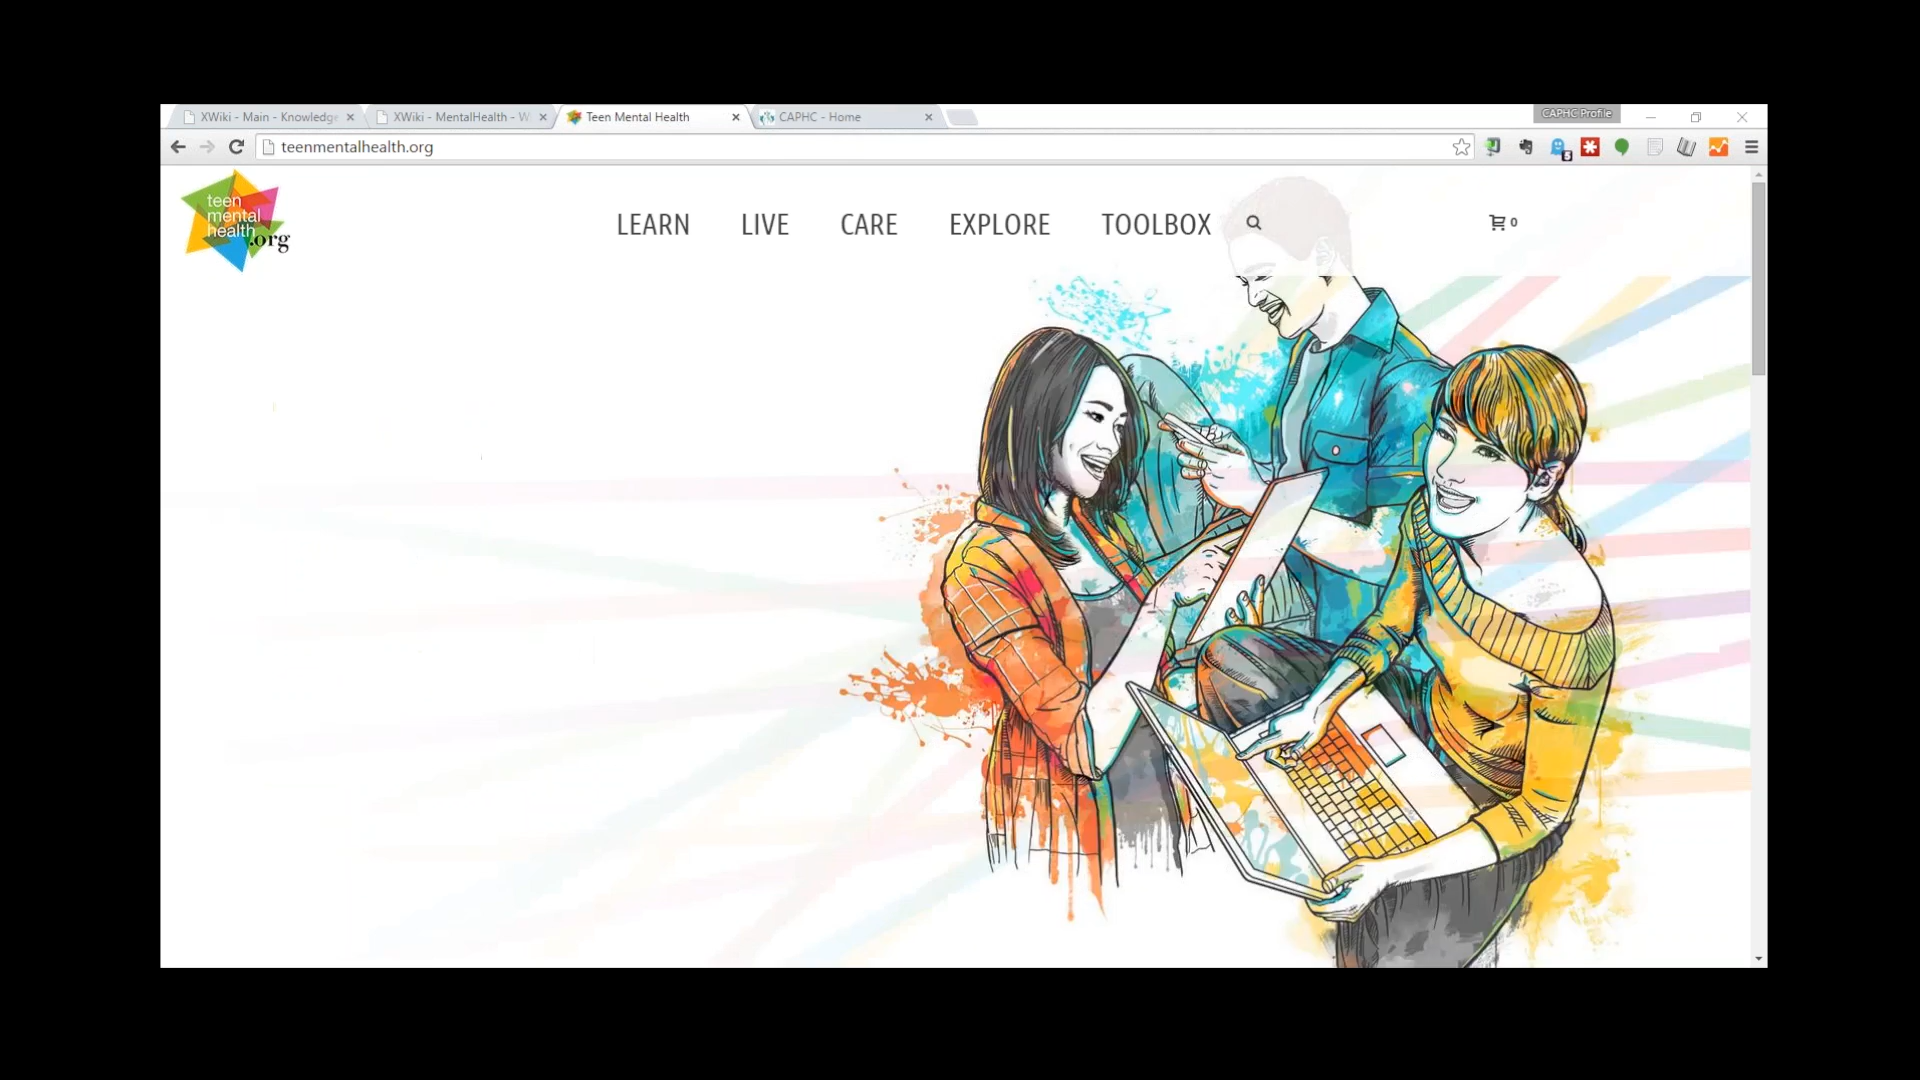 XWiki - Main - Knowledge
XWiki - MentalHealth - W
Teen Mental Health
CAPHC - Home
CAPHC Profile
teenmentalhealth.org
5
teen
mental
health
.org
LEARN
LIVE
CARE
EXPLORE
TOOLBOX
0